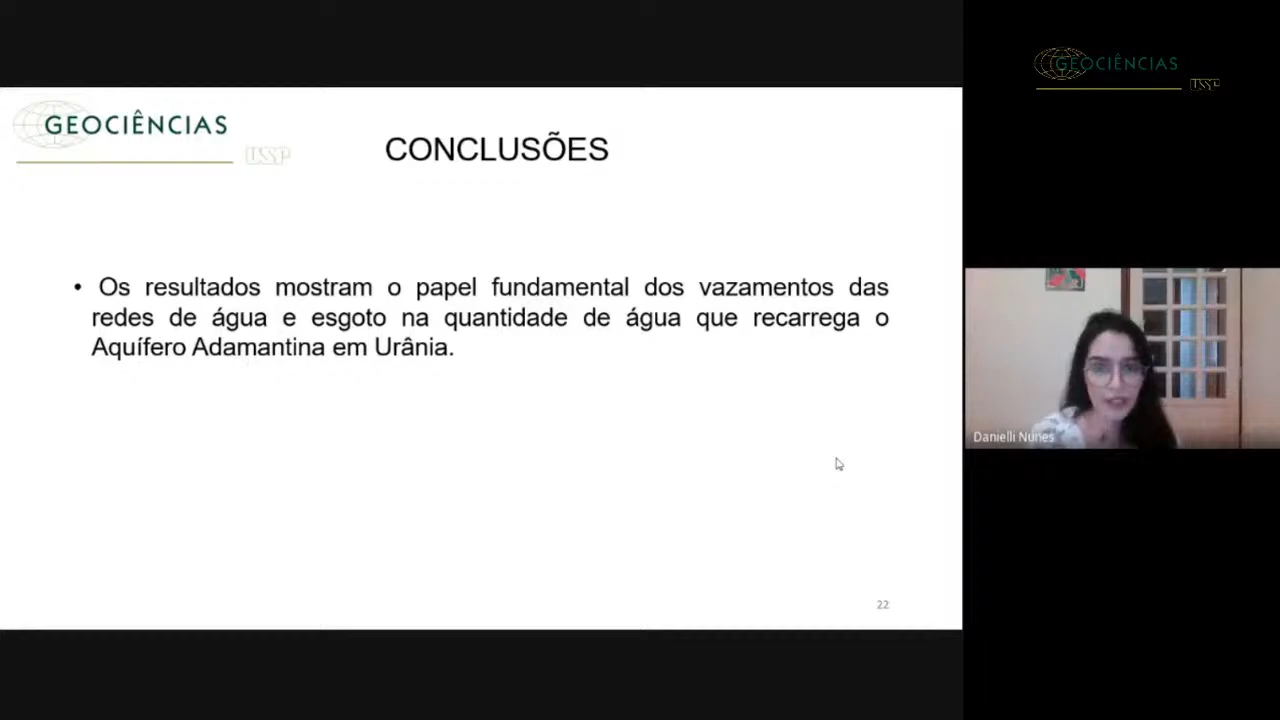 GEOCIÊNCIAS
USP
CONCLUSÕES
• Os resultados mostram o papel fundamental dos vazamentos das
redes de água e esgoto na quantidade de água que recarrega o
Aquífero Adamantina em Urânia.
22
GEOCIÊNCIAS
USP
Danielli Nunes